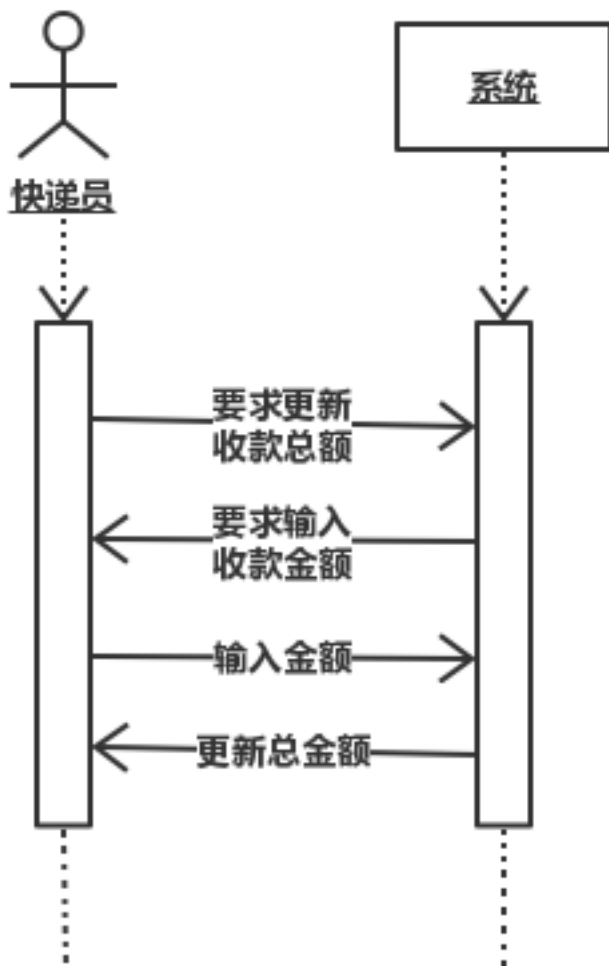 系统
快递员
要求更新
收款总额
要求输入
收款金额
输入金额
更新总金额